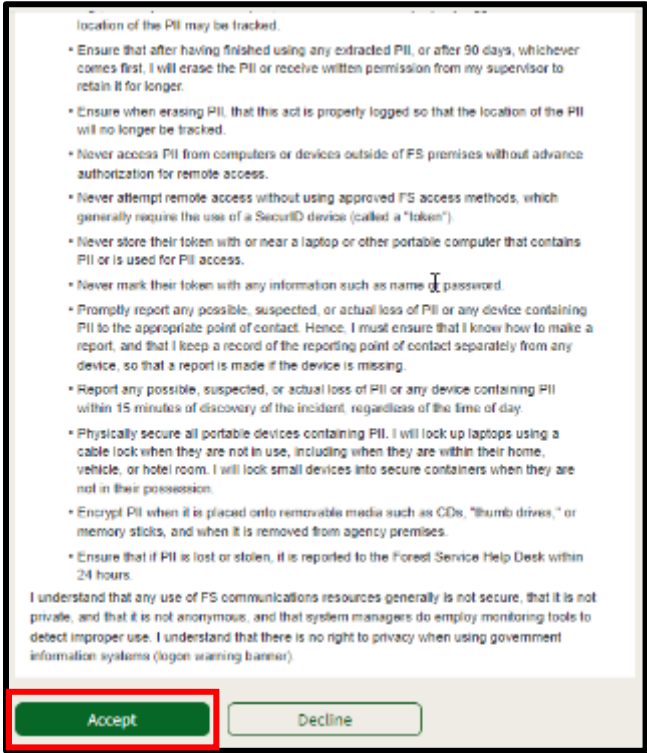 location of the PII may be tracked.
• Ensure that after having finished using any extracted PII, or after 90 days, whichever
comes first, I will erase the PII or receive written permission from my supervisor to
retain it for longer.
• Ensure when erasing PII, that this act is properly logged so that the location of the PII
will no longer be tracked.
• Never access PII from computers or devices outside of FS premises without advance
authorization for remote access.
• Never attempt remote access without using approved FS access methods, which
generally require the use of a SecurID device (called a "token").
• Never store their token with or near a laptop or other portable computer that contains
PII or is used for PII access.
• Never mark their token with any information such as name or password.
• Promptly report any possible, suspected, or actual loss of PII or any device containing
PII to the appropriate point of contact. Hence, I must ensure that I know how to make a
report, and that I keep a record of the reporting point of contact separately from any
device, so that a report is made if the device is missing.
• Report any possible, suspected, or actual loss of PII or any device containing PII
within 15 minutes of discovery of the incident, regardless of the time of day.
• Physically secure all portable devices containing PII. I will lock up laptops using a
cable lock when they are not in use, including when they are within their home,
vehicle, or hotel room. I will lock small devices into secure containers when they are
not in their possession.
• Encrypt PII when it is placed onto removable media such as CDs, "thumb drives," or
memory sticks, and when it is removed from agency premises.
• Ensure that if PII is lost or stolen, it is reported to the Forest Service Help Desk within
24 hours.
I understand that any use of FS communications resources generally is not secure, that it is not
private, and that it is not anonymous, and that system managers do employ monitoring tools to
detect improper use. I understand that there is no right to privacy when using government
information systems (logon warning banner).
Accept
Decline